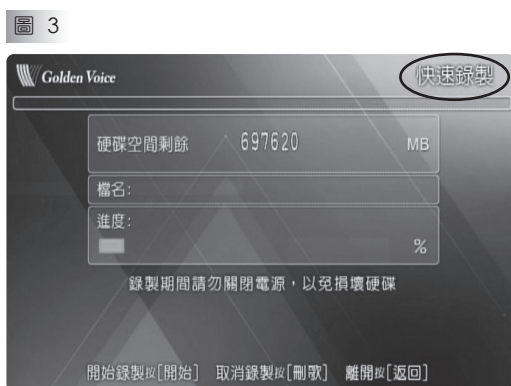 圖 3
Golden Voice 快速錄製
硬碟空間剩餘 697620 MB
檔名:
進度:
%
錄製期間請勿關閉電源，以免損壞硬碟
開始錄製按[開始] 取消錄製按[刪歌] 離開按[返回]